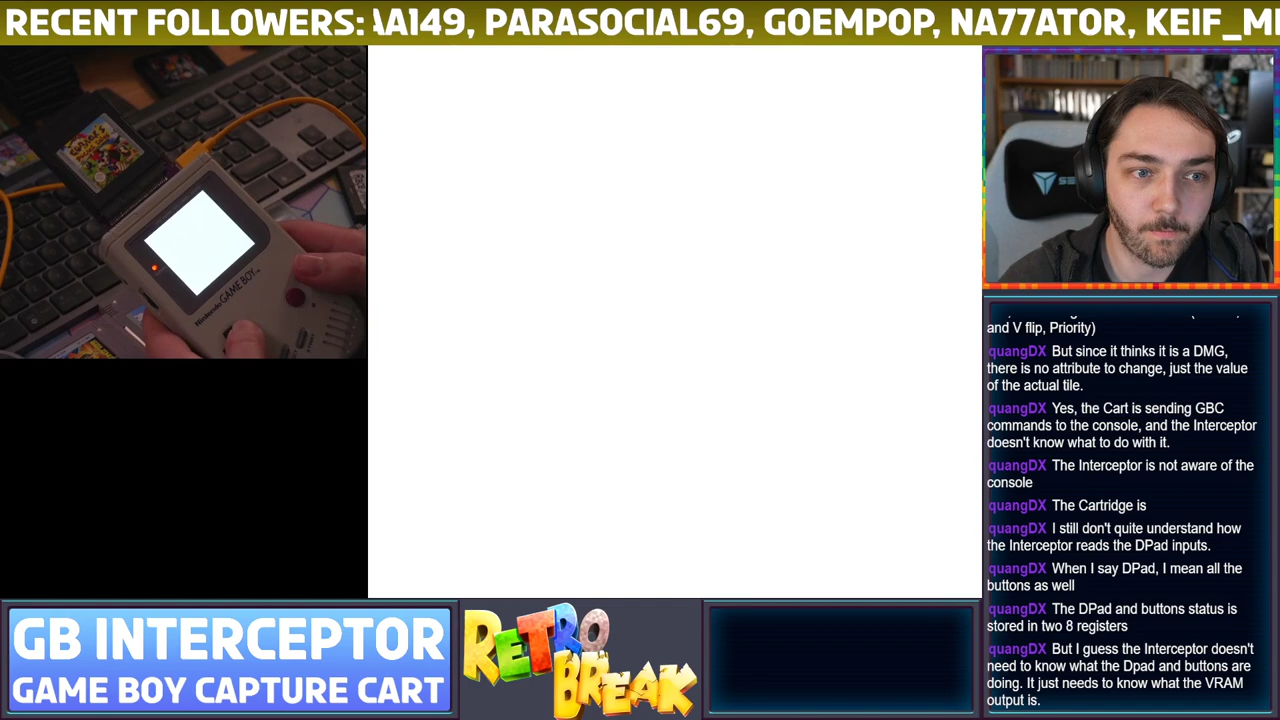 RECENT FOLLOWERS: AA149, PARASOCIAL69, GOEMPOP, NA77ATOR, KEIF_M
Nintendo GAME BOY
and V flip, Priority)
quangDX But since it thinks it is a DMG,
there is no attribute to change, just the value
of the actual tile.
quangDX Yes, the Cart is sending GBC
commands to the console, and the Interceptor
doesn't know what to do with it.
quangDX The Interceptor is not aware of the
console
quangDX The Cartridge is
quangDX I still don't quite understand how
the Interceptor reads the DPad inputs.
quangDX When I say DPad, I mean all the
buttons as well
quangDX The DPad and buttons status is
stored in two 8 registers
quangDX But I guess the Interceptor doesn't
need to know what the Dpad and buttons are
doing. It just needs to know what the VRAM
output is.
GB INTERCEPTOR
GAME BOY CAPTURE CART
RETRO
BREAK